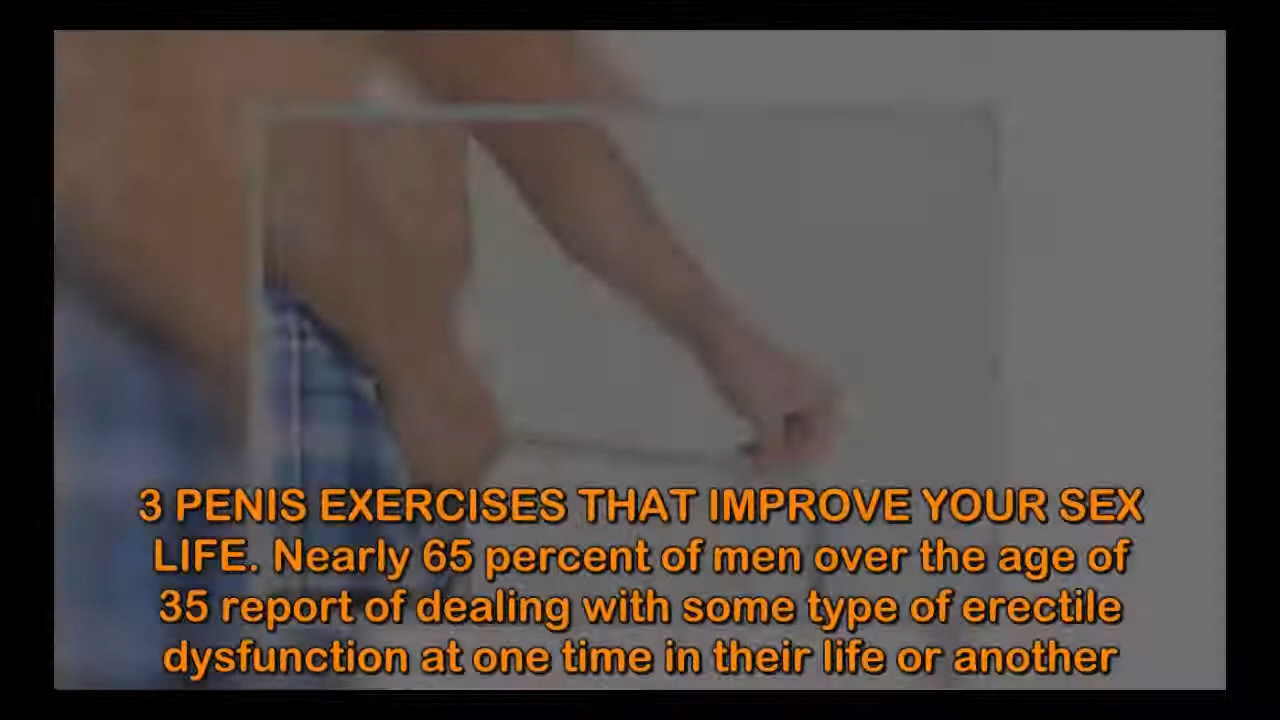 3 PENIS EXERCISES THAT IMPROVE YOUR SEX
LIFE. Nearly 65 percent of men over the age of
35 report of dealing with some type of erectile
dysfunction at one time in their life or another